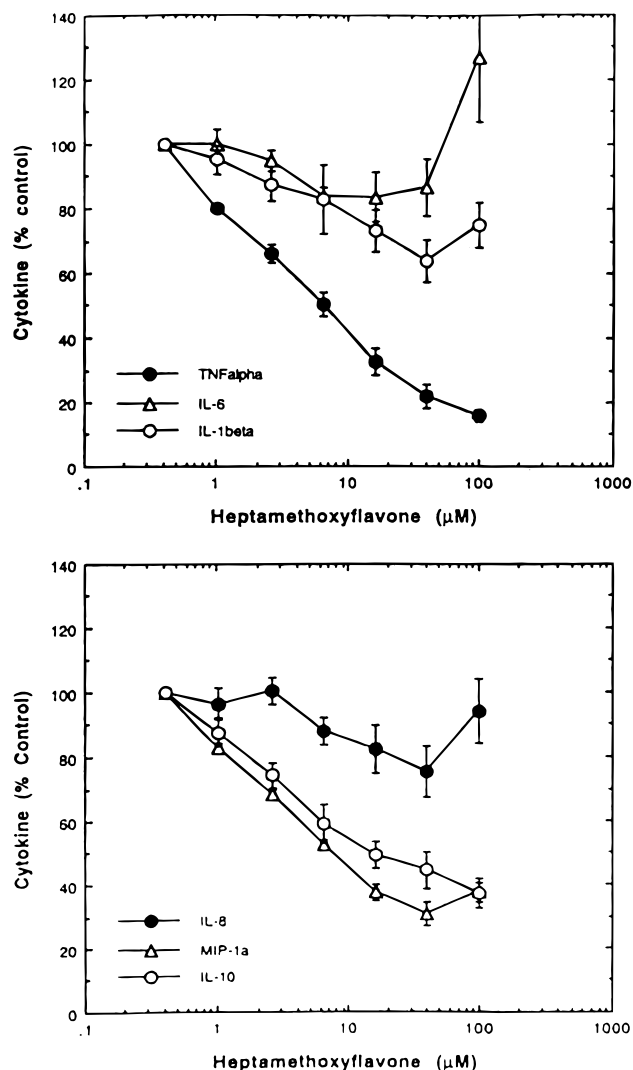 140
120
100
80
60
40
20
0
Cytokine (% control)
TNFalpha
IL-6
IL-1beta
.1
1
10
100
1000
Heptamethoxyflavone (µM)
140
120
100
80
60
40
20
0
Cytokine (% Control)
IL-8
MIP-1a
IL-10
.1
1
10
100
1000
Heptamethoxyflavone (µM)